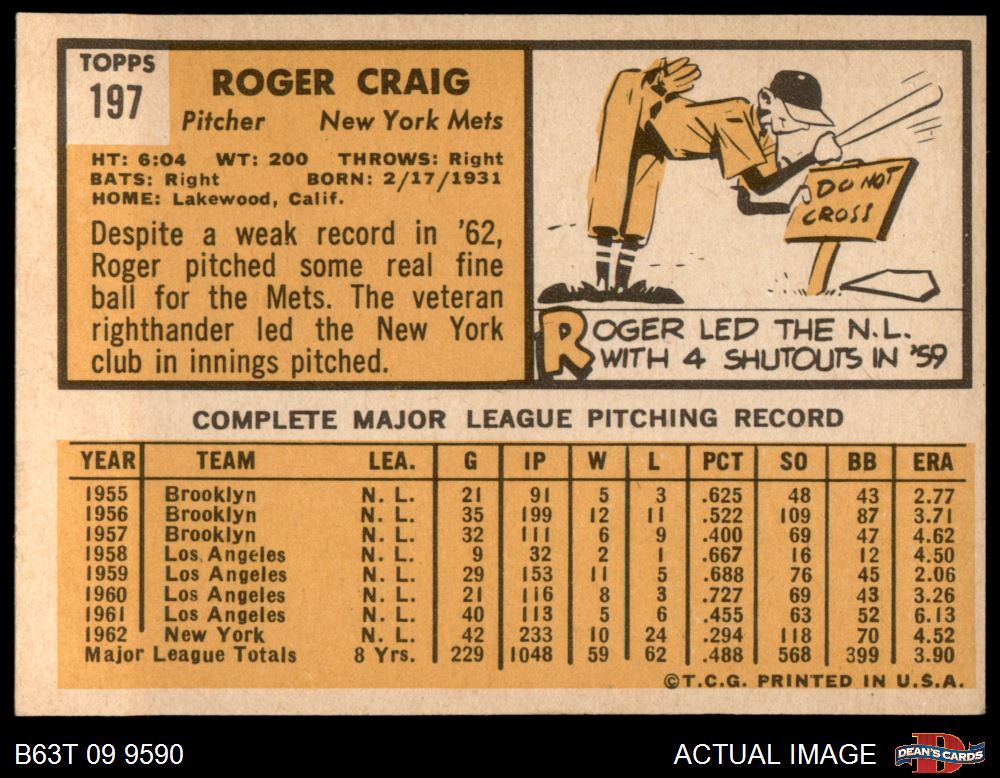 TOPPS
197
ROGER CRAIG
Pitcher New York Mets
HT: 6:04 WT: 200 THROWS: Right
BATS: Right BORN: 2/17/1931
HOME: Lakewood, Calif.
Despite a weak record in '62,
Roger pitched some real fine
ball for the Mets. The veteran
righthander led the New York
club in innings pitched.
DO NOT
CROSS
ROGER LED THE N.L.
WITH 4 SHUTOUTS IN '59
COMPLETE MAJOR LEAGUE PITCHING RECORD
YEAR TEAM LEA. G IP W L PCT SO BB ERA
1955 Brooklyn N. L. 21 91 5 3 .625 48 43 2.77
1956 Brooklyn N. L. 35 199 12 11 .522 109 87 3.71
1957 Brooklyn N. L. 32 111 6 9 .400 69 47 4.62
1958 Los Angeles N. L. 9 32 2 1 .667 16 12 4.50
1959 Los Angeles N. L. 29 153 11 5 .688 76 45 2.06
1960 Los Angeles N. L. 21 116 8 3 .727 69 43 3.26
1961 Los Angeles N. L. 40 113 5 6 .455 63 52 6.13
1962 New York N. L. 42 233 10 24 .294 118 70 4.52
Major League Totals 8 Yrs. 229 1048 59 62 .488 568 399 3.90
©T.C.G. PRINTED IN U.S.A.
B63T 09 9590 ACTUAL IMAGE D DEAN'S CARDS